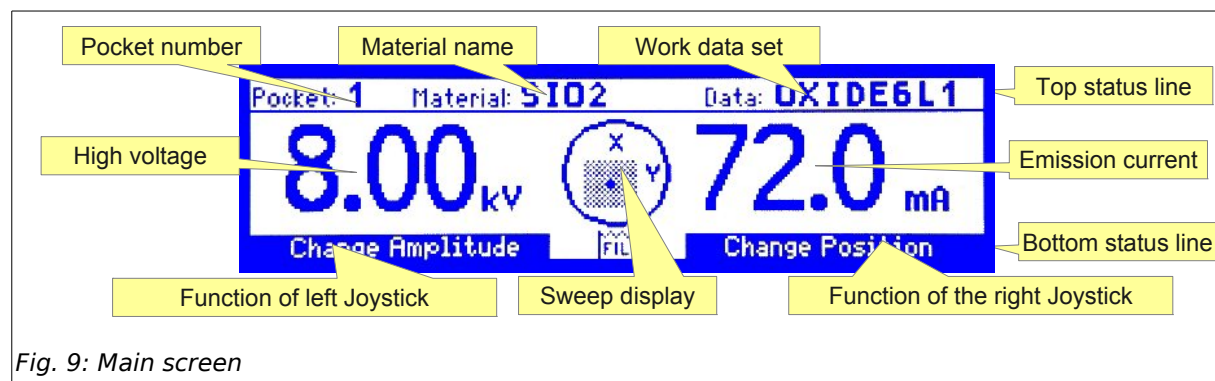 Pocket number Material name Work data set
Pocket: 1 Material: SIO2 Data: OXIDE6L1 Top status line
High voltage 8.00 kV X Y 72.0 mA Emission current
Change Amplitude FIL Change Position Bottom status line
Function of left Joystick Sweep display Function of the right Joystick
Fig. 9: Main screen